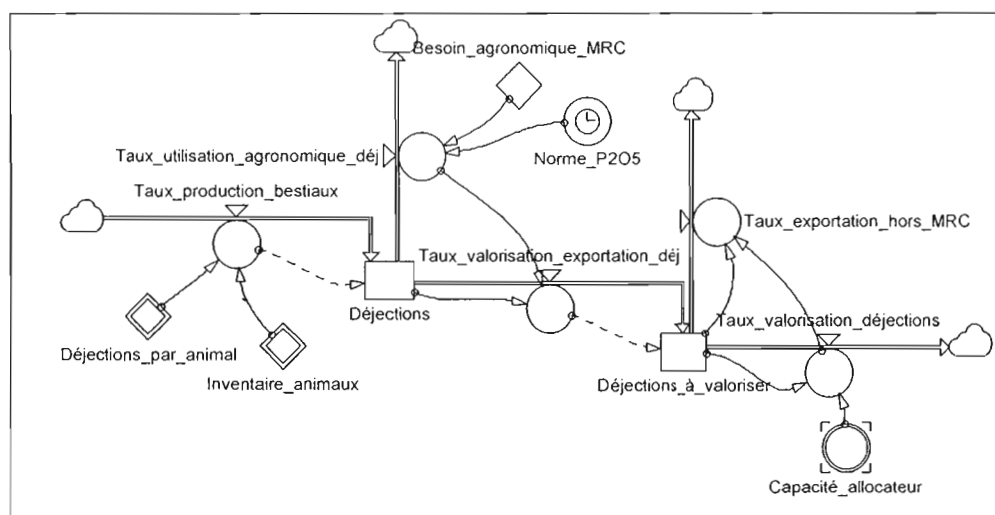 Besoin_agronomique_MRC
Taux_utilisation_agronomique_déj
Norme_P2O5
Taux_production_bestiaux
Taux_exportation_hors_MRC
Taux_valorisation_exportation_déj
Déjections
Taux_valorisation_déjections
Déjections_par_animal
Inventaire_animaux
Déjections_à_valoriser
Capacité_allocateur